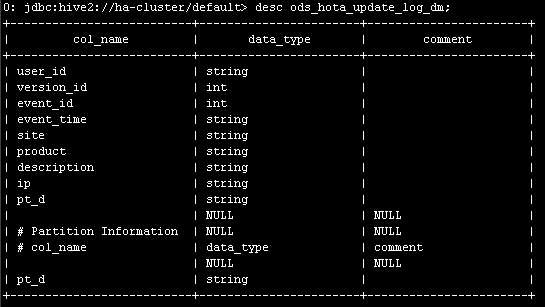 0: jdbc:hive2://ha-cluster/default> desc ods_hota_update_log_dm;
+--------------------------+-----------------------+-----------------------+
| col_name | data_type | comment |
+--------------------------+-----------------------+-----------------------+
| user_id | string | |
| version_id | int | |
| event_id | int | |
| event_time | string | |
| site | string | |
| product | string | |
| description | string | |
| ip | string | |
| pt_d | string | |
| | NULL | NULL |
| # Partition Information | NULL | NULL |
| # col_name | data_type | comment |
| | NULL | NULL |
| pt_d | string | |
+--------------------------+-----------------------+-----------------------+